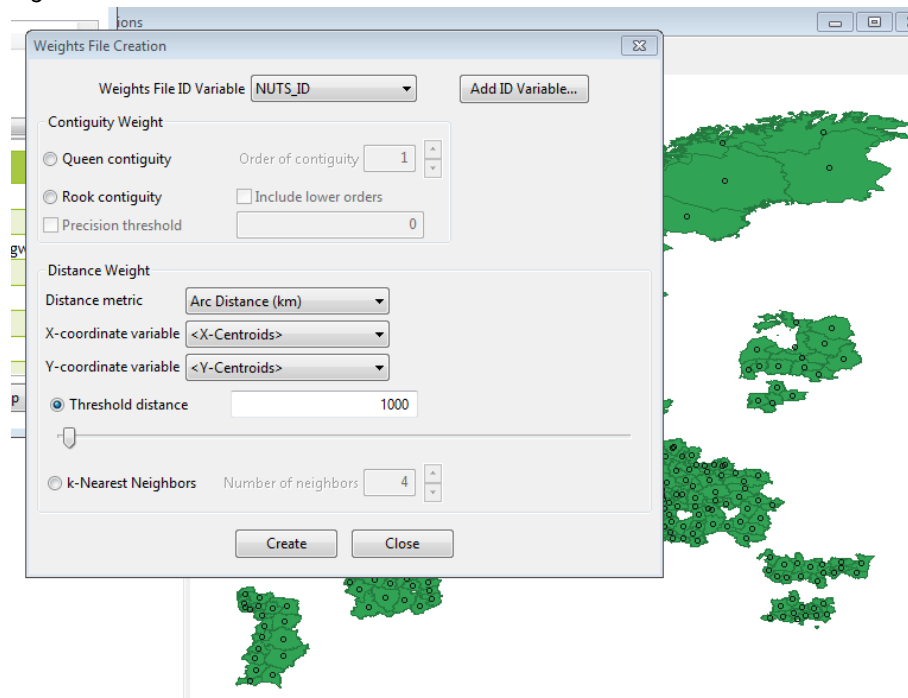 ions
Weights File Creation
Weights File ID Variable NUTS_ID Add ID Variable...
Contiguity Weight
Queen contiguity Order of contiguity 1
Rook contiguity Include lower orders
Precision threshold 0
Distance Weight
Distance metric Arc Distance (km)
X-coordinate variable <X-Centroids>
Y-coordinate variable <Y-Centroids>
Threshold distance 1000
k-Nearest Neighbors Number of neighbors 4
Create Close